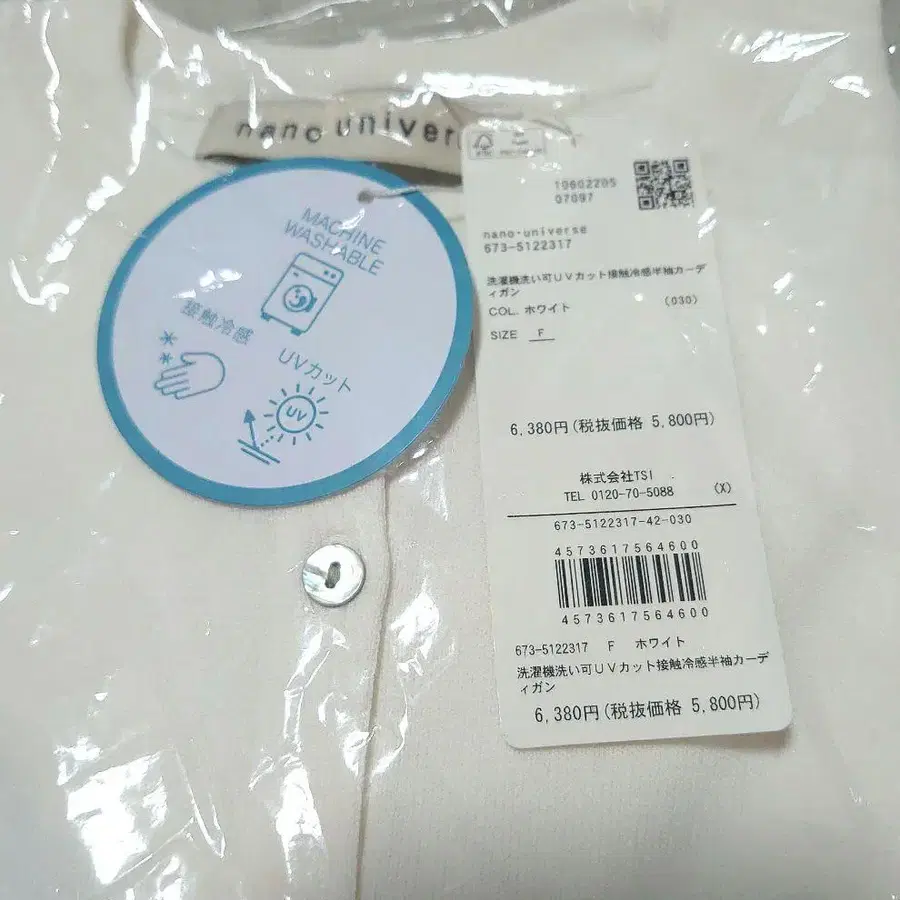 nano univer
MACHINE
WASHABLE
接触冷感
UVカット
UV
10602205
07097
nano・universe
673-5122317
洗濯機洗い可UVカット接触冷感半袖カーデ
ィガン
COL. ホワイト (030)
SIZE F
6,380円(税抜価格 5,800円)
株式会社TSI
TEL 0120-70-5088 (X)
673-5122317-42-030
4573617564600
4573617564600
673-5122317 F ホワイト
洗濯機洗い可UVカット接触冷感半袖カーデ
ィガン
6,380円(税抜価格 5,800円)